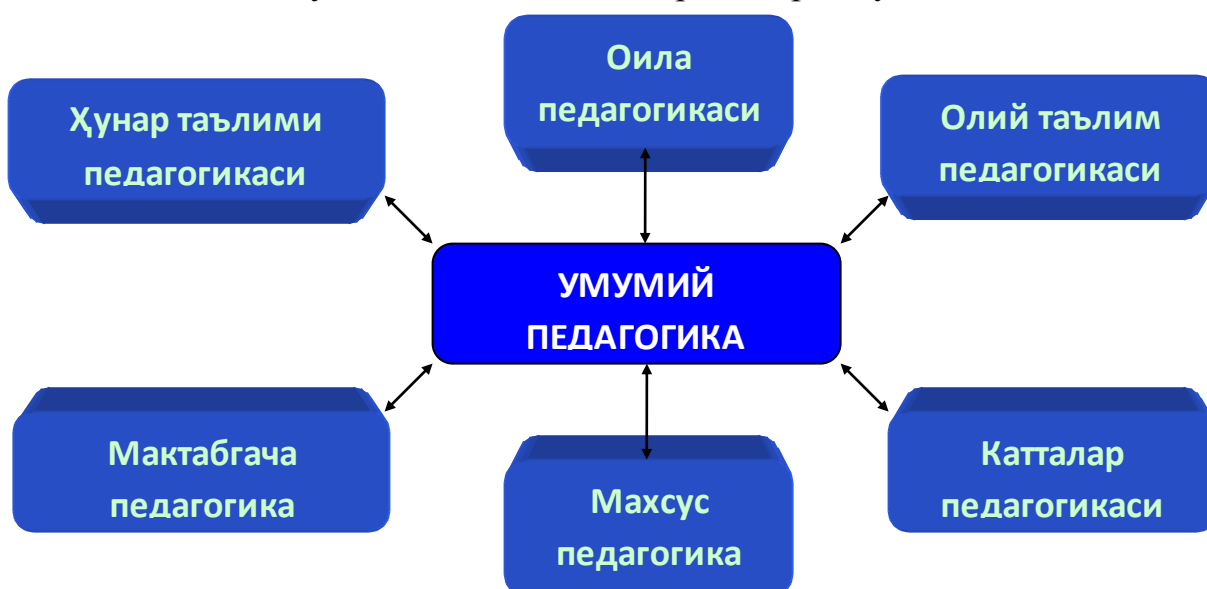 Оила
педагогикаси
Ҳунар таълими
педагогикаси
Олий таълим
педагогикаси
УМУМИЙ
ПЕДАГОГИКА
Мактабгача
педагогика
Махсус
педагогика
Катталар
педагогикаси